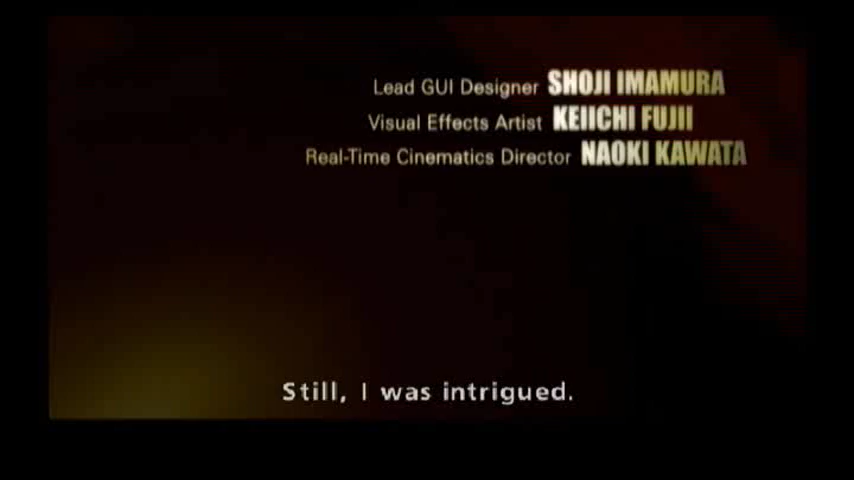 Lead GUI Designer SHOJI IMAMURA
Visual Effects Artist KEIICHI FUJII
Real-Time Cinematics Director NAOKI KAWATA
Still, I was intrigued.